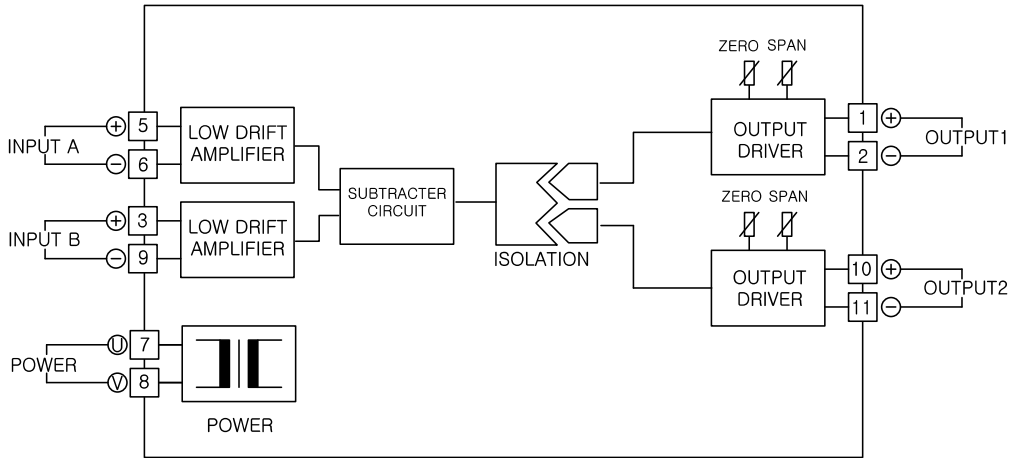 ZERO SPAN
INPUT A
+ 5
− 6
LOW DRIFT
AMPLIFIER
OUTPUT
DRIVER
1 +
2 −
OUTPUT1
SUBTRACTER
CIRCUIT
ISOLATION
ZERO SPAN
INPUT B
+ 3
− 9
LOW DRIFT
AMPLIFIER
OUTPUT
DRIVER
10 +
11 −
OUTPUT2
POWER
U 7
V 8
POWER